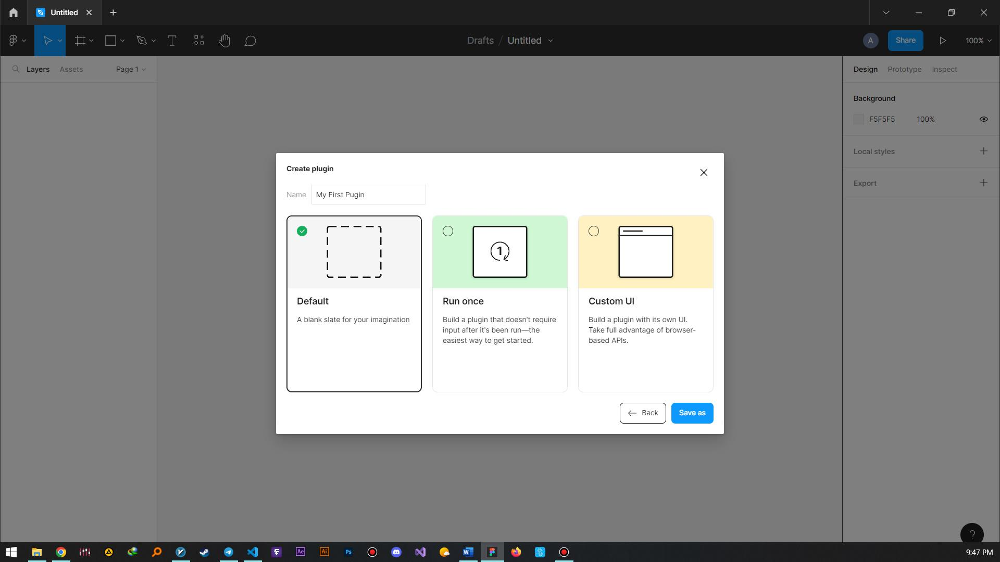 Untitled
Drafts / Untitled
A
Share
100%
Layers
Assets
Page 1
Design
Prototype
Inspect
Background
F5F5F5
100%
Local styles
Export
Create plugin
Name
My First Pugin
1
Default
A blank slate for your imagination
Run once
Build a plugin that doesn't require
input after it's been run—the
easiest way to get started.
Custom UI
Build a plugin with its own UI.
Take full advantage of browser-
based APIs.
Back
Save as
?
Ae
Ai
Ps
W
9:47 PM